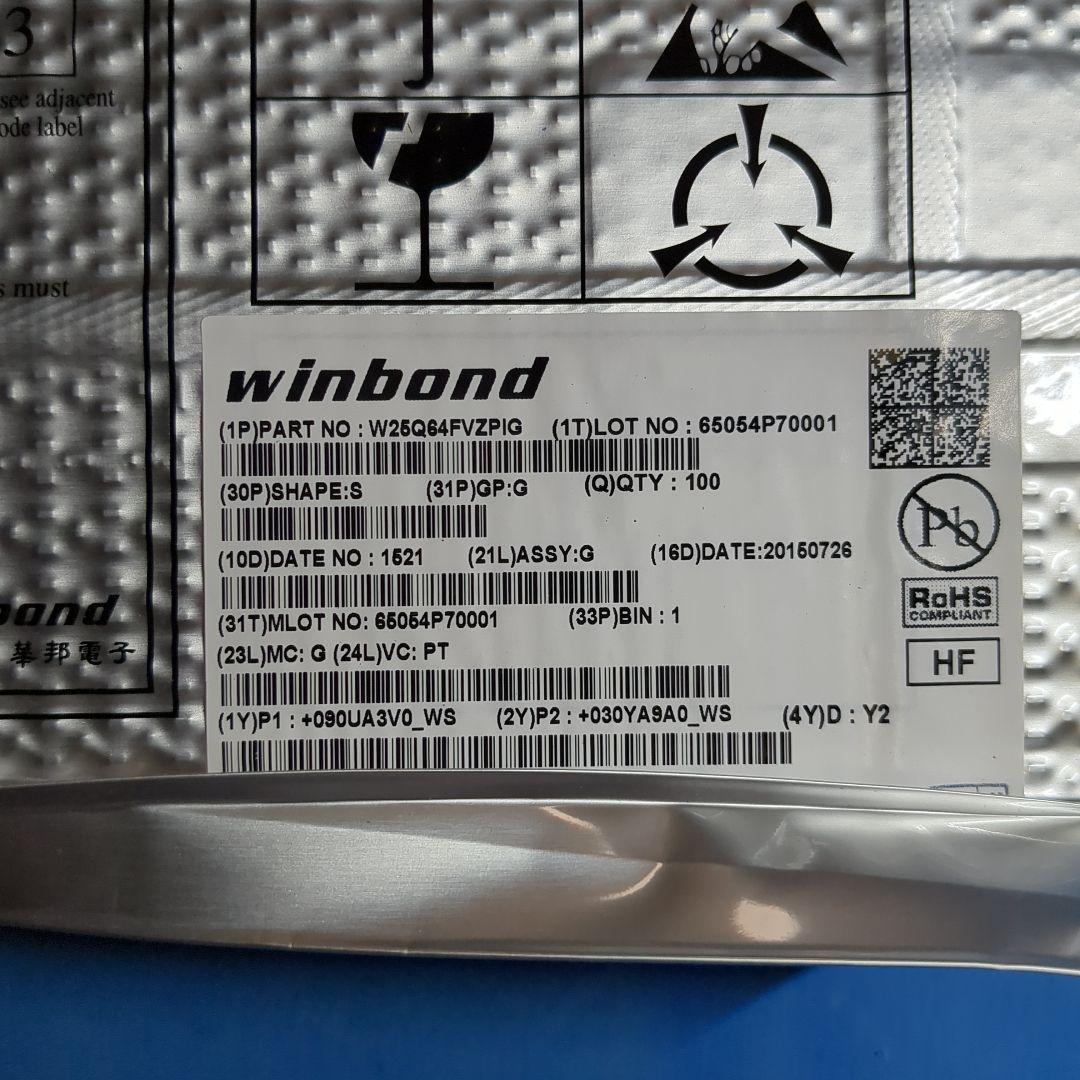 3
see adjacent
ode label
s must
bond
華邦電子
winbond
(1P)PART NO : W25Q64FVZPIG (1T)LOT NO : 65054P70001
(30P)SHAPE:S (31P)GP:G (Q)QTY : 100
(10D)DATE NO : 1521 (21L)ASSY:G (16D)DATE:20150726
(31T)MLOT NO: 65054P70001 (33P)BIN : 1
(23L)MC: G (24L)VC: PT
(1Y)P1 : +090UA3V0_WS (2Y)P2 : +030YA9A0_WS (4Y)D : Y2
Pb
RoHS
COMPLIANT
HF